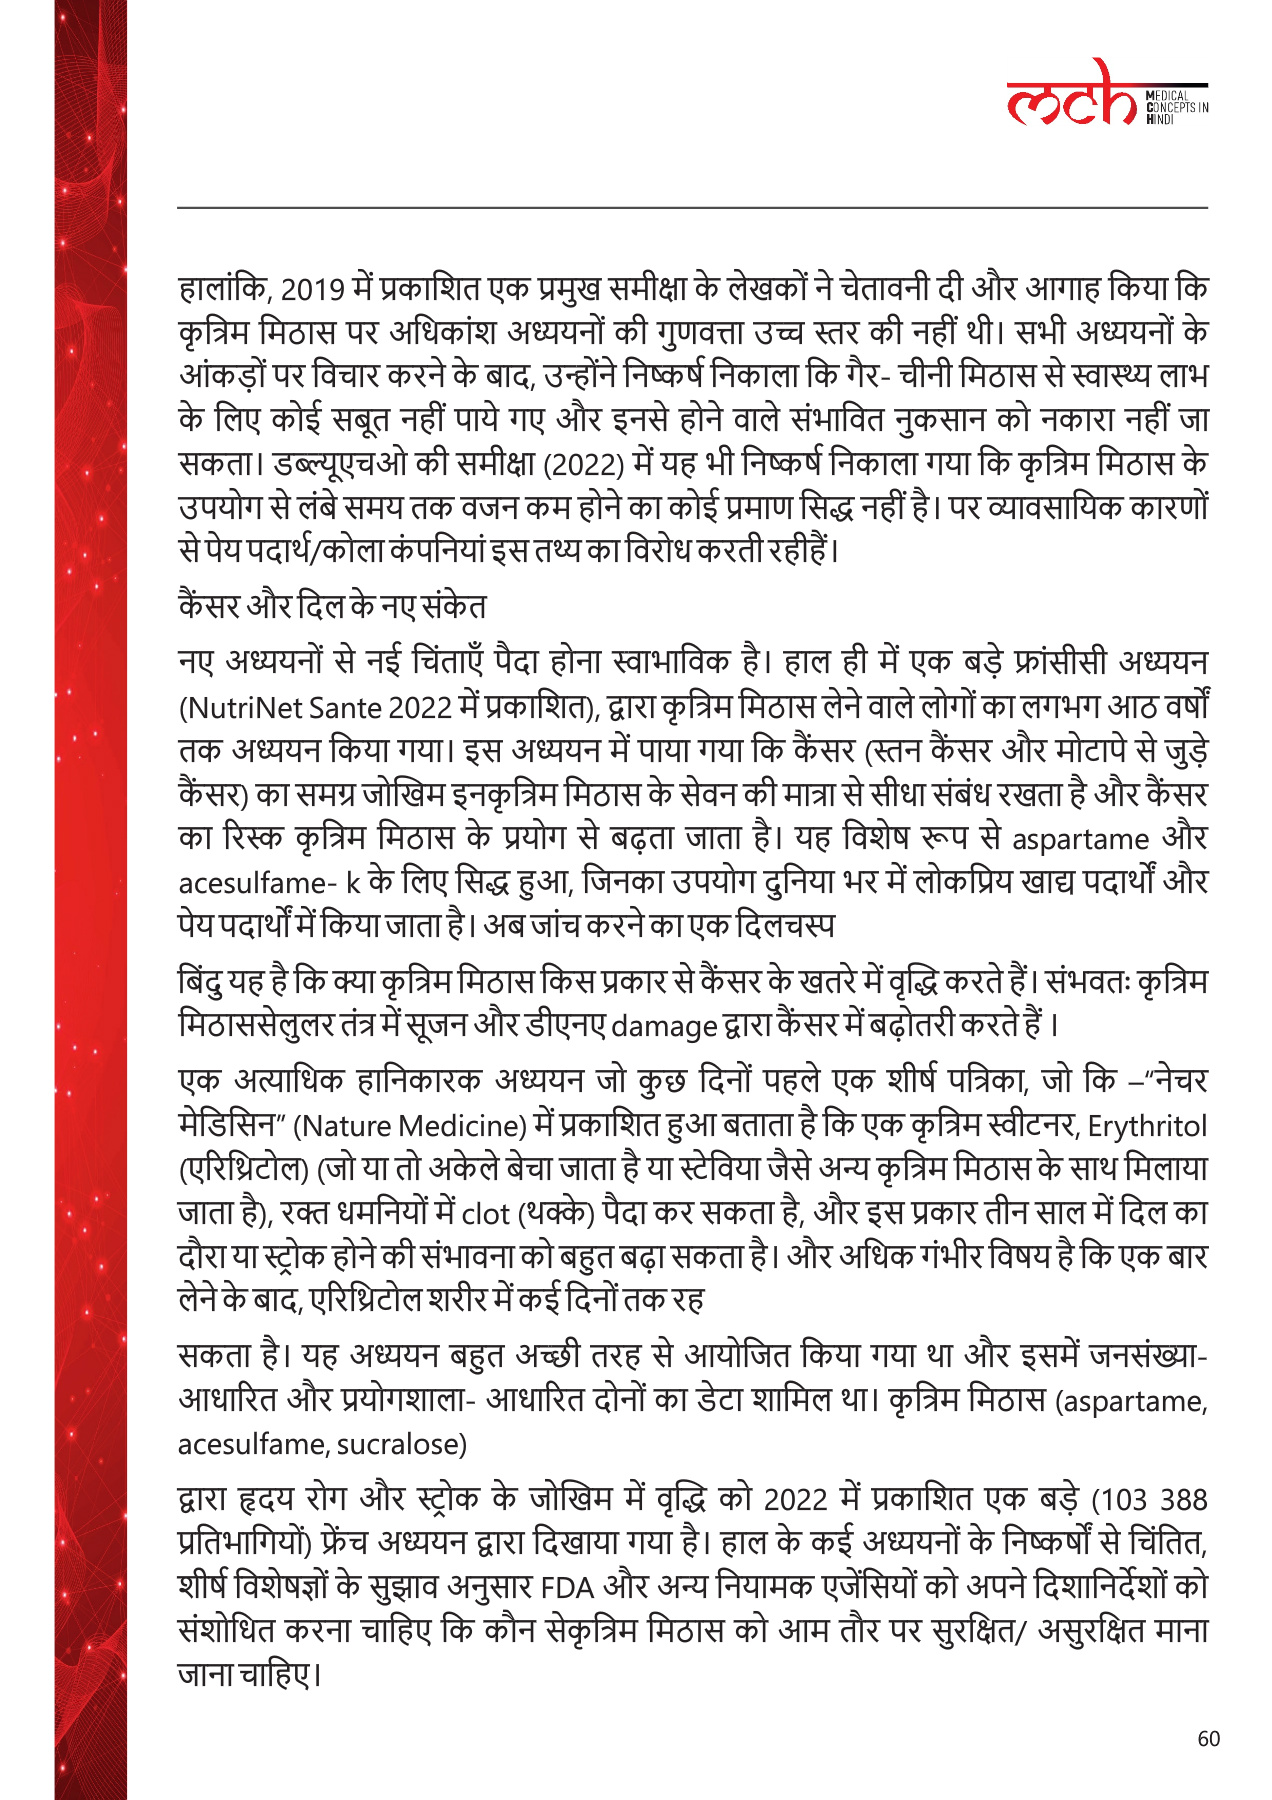 mch
MEDICAL
CONCEPTS IN
HINDI
हालांकि, 2019 में प्रकाशित एक प्रमुख समीक्षा के लेखकों ने चेतावनी दी और आगाह किया कि
कृत्रिम मिठास पर अधिकांश अध्ययनों की गुणवत्ता उच्च स्तर की नहीं थी। सभी अध्ययनों के
आंकड़ों पर विचार करने के बाद, उन्होंने निष्कर्ष निकाला कि गैर- चीनी मिठास से स्वास्थ्य लाभ
के लिए कोई सबूत नहीं पाये गए और इनसे होने वाले संभावित नुकसान को नकारा नहीं जा
सकता। डब्ल्यूएचओ की समीक्षा (2022) में यह भी निष्कर्ष निकाला गया कि कृत्रिम मिठास के
उपयोग से लंबे समय तक वजन कम होने का कोई प्रमाण सिद्ध नहीं है। पर व्यावसायिक कारणों
से पेय पदार्थ/कोला कंपनियां इस तथ्य का विरोध करती रहीहैं।
कैंसर और दिल के नए संकेत
नए अध्ययनों से नई चिंताएँ पैदा होना स्वाभाविक है। हाल ही में एक बड़े फ्रांसीसी अध्ययन
(NutriNet Sante 2022 में प्रकाशित), द्वारा कृत्रिम मिठास लेने वाले लोगों का लगभग आठ वर्षों
तक अध्ययन किया गया। इस अध्ययन में पाया गया कि कैंसर (स्तन कैंसर और मोटापे से जुड़े
कैंसर) का समग्र जोखिम इनकृत्रिम मिठास के सेवन की मात्रा से सीधा संबंध रखता है और कैंसर
का रिस्क कृत्रिम मिठास के प्रयोग से बढ़ता जाता है। यह विशेष रूप से aspartame और
acesulfame- k के लिए सिद्ध हुआ, जिनका उपयोग दुनिया भर में लोकप्रिय खाद्य पदार्थों और
पेय पदार्थों में किया जाता है। अब जांच करने का एक दिलचस्प
बिंदु यह है कि क्या कृत्रिम मिठास किस प्रकार से कैंसर के खतरे में वृद्धि करते हैं। संभवतः कृत्रिम
मिठाससेलुलर तंत्र में सूजन और डीएनए damage द्वारा कैंसर में बढ़ोतरी करते हैं ।
एक अत्याधिक हानिकारक अध्ययन जो कुछ दिनों पहले एक शीर्ष पत्रिका, जो कि –“नेचर
मेडिसिन” (Nature Medicine) में प्रकाशित हुआ बताता है कि एक कृत्रिम स्वीटनर, Erythritol
(एरिथ्रिटोल) (जो या तो अकेले बेचा जाता है या स्टेविया जैसे अन्य कृत्रिम मिठास के साथ मिलाया
जाता है), रक्त धमनियों में clot (थक्के) पैदा कर सकता है, और इस प्रकार तीन साल में दिल का
दौरा या स्ट्रोक होने की संभावना को बहुत बढ़ा सकता है। और अधिक गंभीर विषय है कि एक बार
लेने के बाद, एरिथ्रिटोल शरीर में कई दिनों तक रह
सकता है। यह अध्ययन बहुत अच्छी तरह से आयोजित किया गया था और इसमें जनसंख्या-
आधारित और प्रयोगशाला- आधारित दोनों का डेटा शामिल था। कृत्रिम मिठास (aspartame,
acesulfame, sucralose)
द्वारा हृदय रोग और स्ट्रोक के जोखिम में वृद्धि को 2022 में प्रकाशित एक बड़े (103 388
प्रतिभागियों) फ्रेंच अध्ययन द्वारा दिखाया गया है। हाल के कई अध्ययनों के निष्कर्षों से चिंतित,
शीर्ष विशेषज्ञों के सुझाव अनुसार FDA और अन्य नियामक एजेंसियों को अपने दिशानिर्देशों को
संशोधित करना चाहिए कि कौन सेकृत्रिम मिठास को आम तौर पर सुरक्षित/ असुरक्षित माना
जाना चाहिए।
60